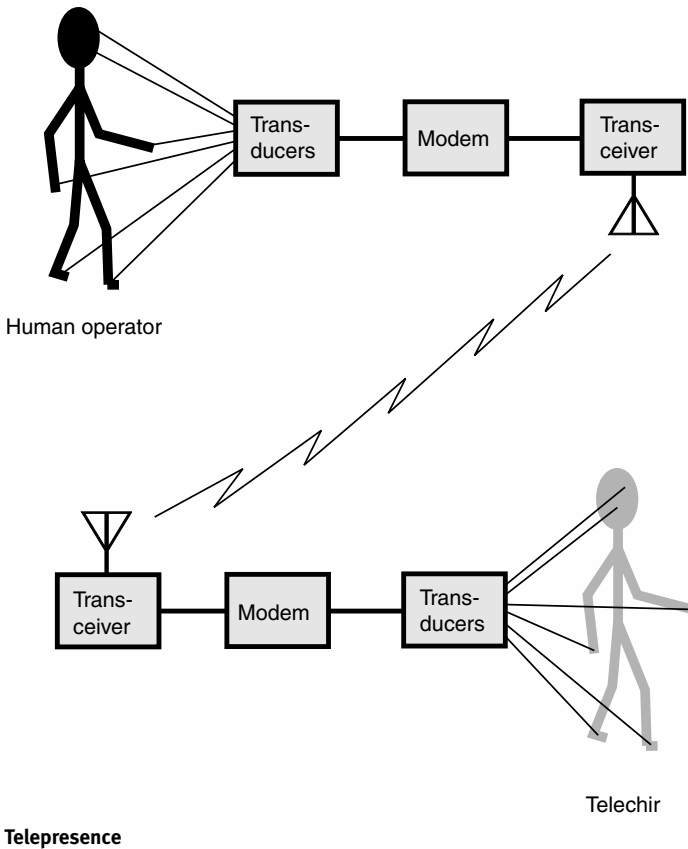 Trans-
ducers
Modem
Trans-
ceiver
Human operator
Trans-
ceiver
Modem
Trans-
ducers
Telechir
Telepresence